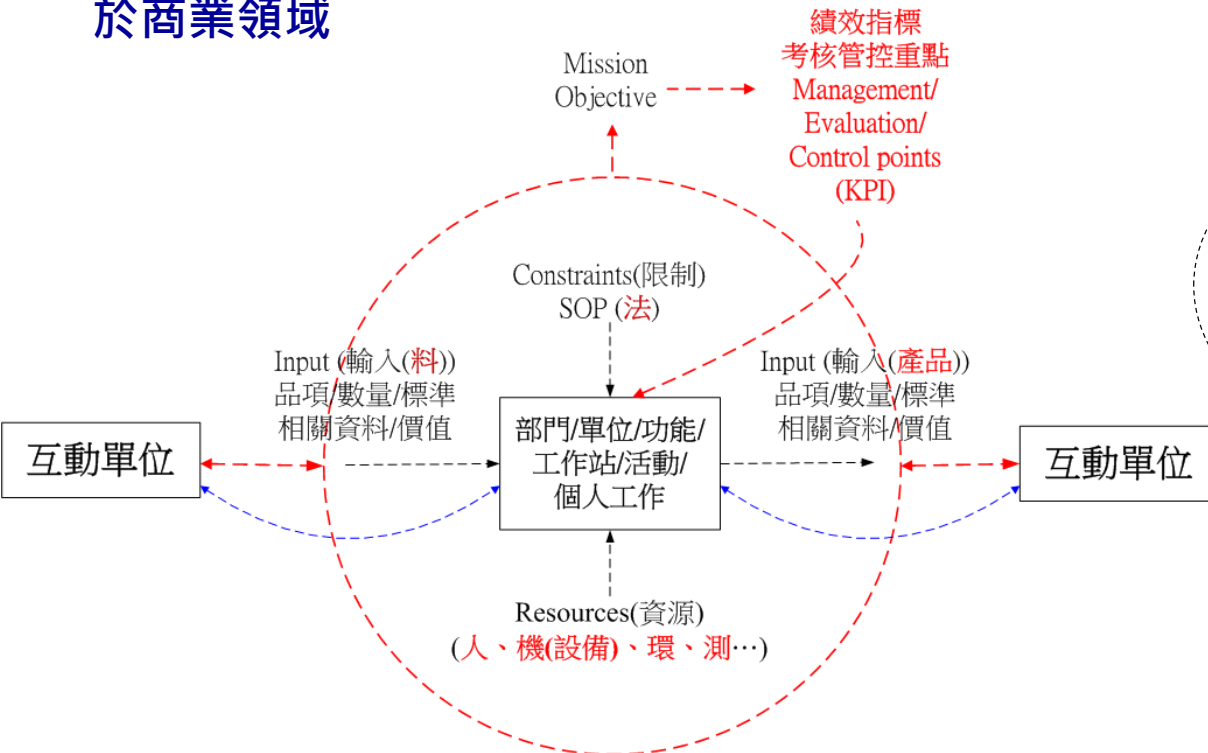 於商業領域
績效指標
考核管控重點
Management/
Evaluation/
Control points
(KPI)
Mission
Objective
Constraints(限制)
SOP (法)
Input (輸入(料))
品項/數量/標準
相關資料/價值
Input (輸入(產品))
品項/數量/標準
相關資料/價值
互動單位
部門/單位/功能/
工作站/活動/
個人工作
互動單位
Resources(資源)
(人、機(設備)、環、測…)